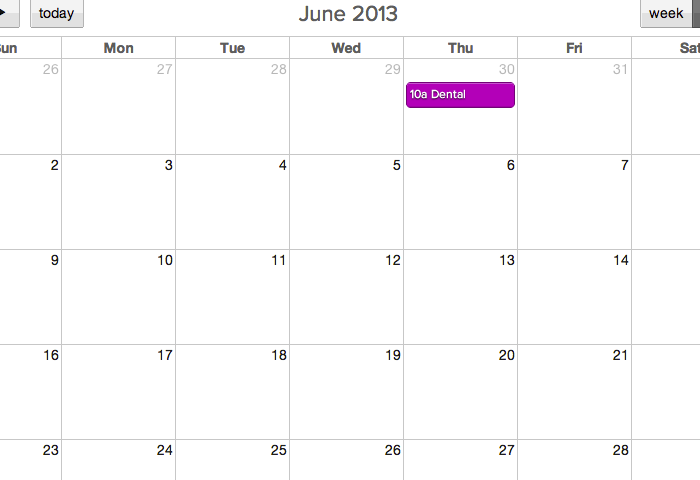 today June 2013 week
Mon Tue Wed Thu Fri
26 27 28 29 30 31
10a Dental
2 3 4 5 6 7
9 10 11 12 13 14
16 17 18 19 20 21
23 24 25 26 27 28